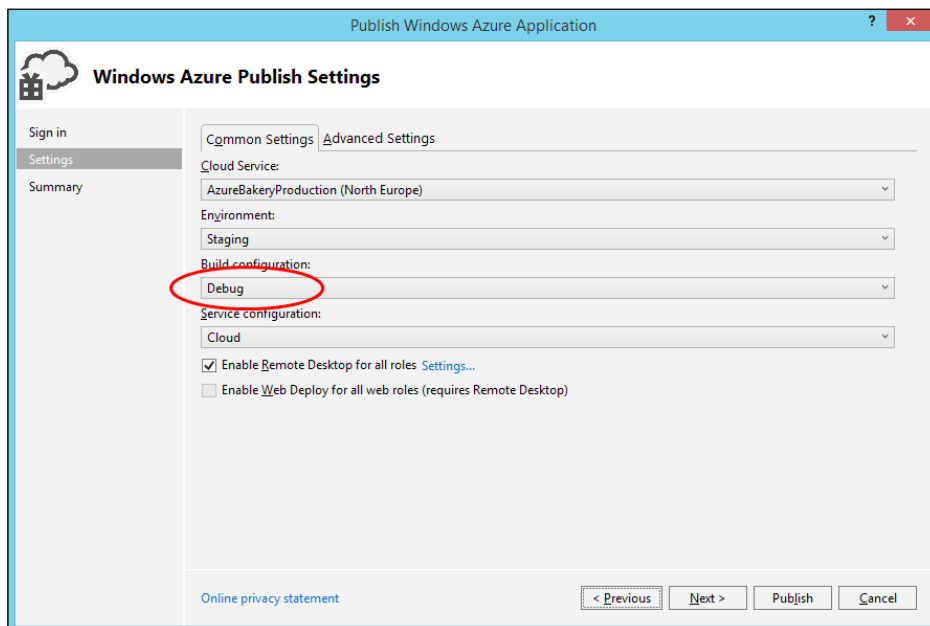 Publish Windows Azure Application
?
Windows Azure Publish Settings
Sign in
Settings
Summary
Common Settings Advanced Settings
Cloud Service:
AzureBakeryProduction (North Europe)
Environment:
Staging
Build configuration:
Debug
Service configuration:
Cloud
Enable Remote Desktop for all roles Settings...
Enable Web Deploy for all web roles (requires Remote Desktop)
Online privacy statement
< Previous Next > Publish Cancel